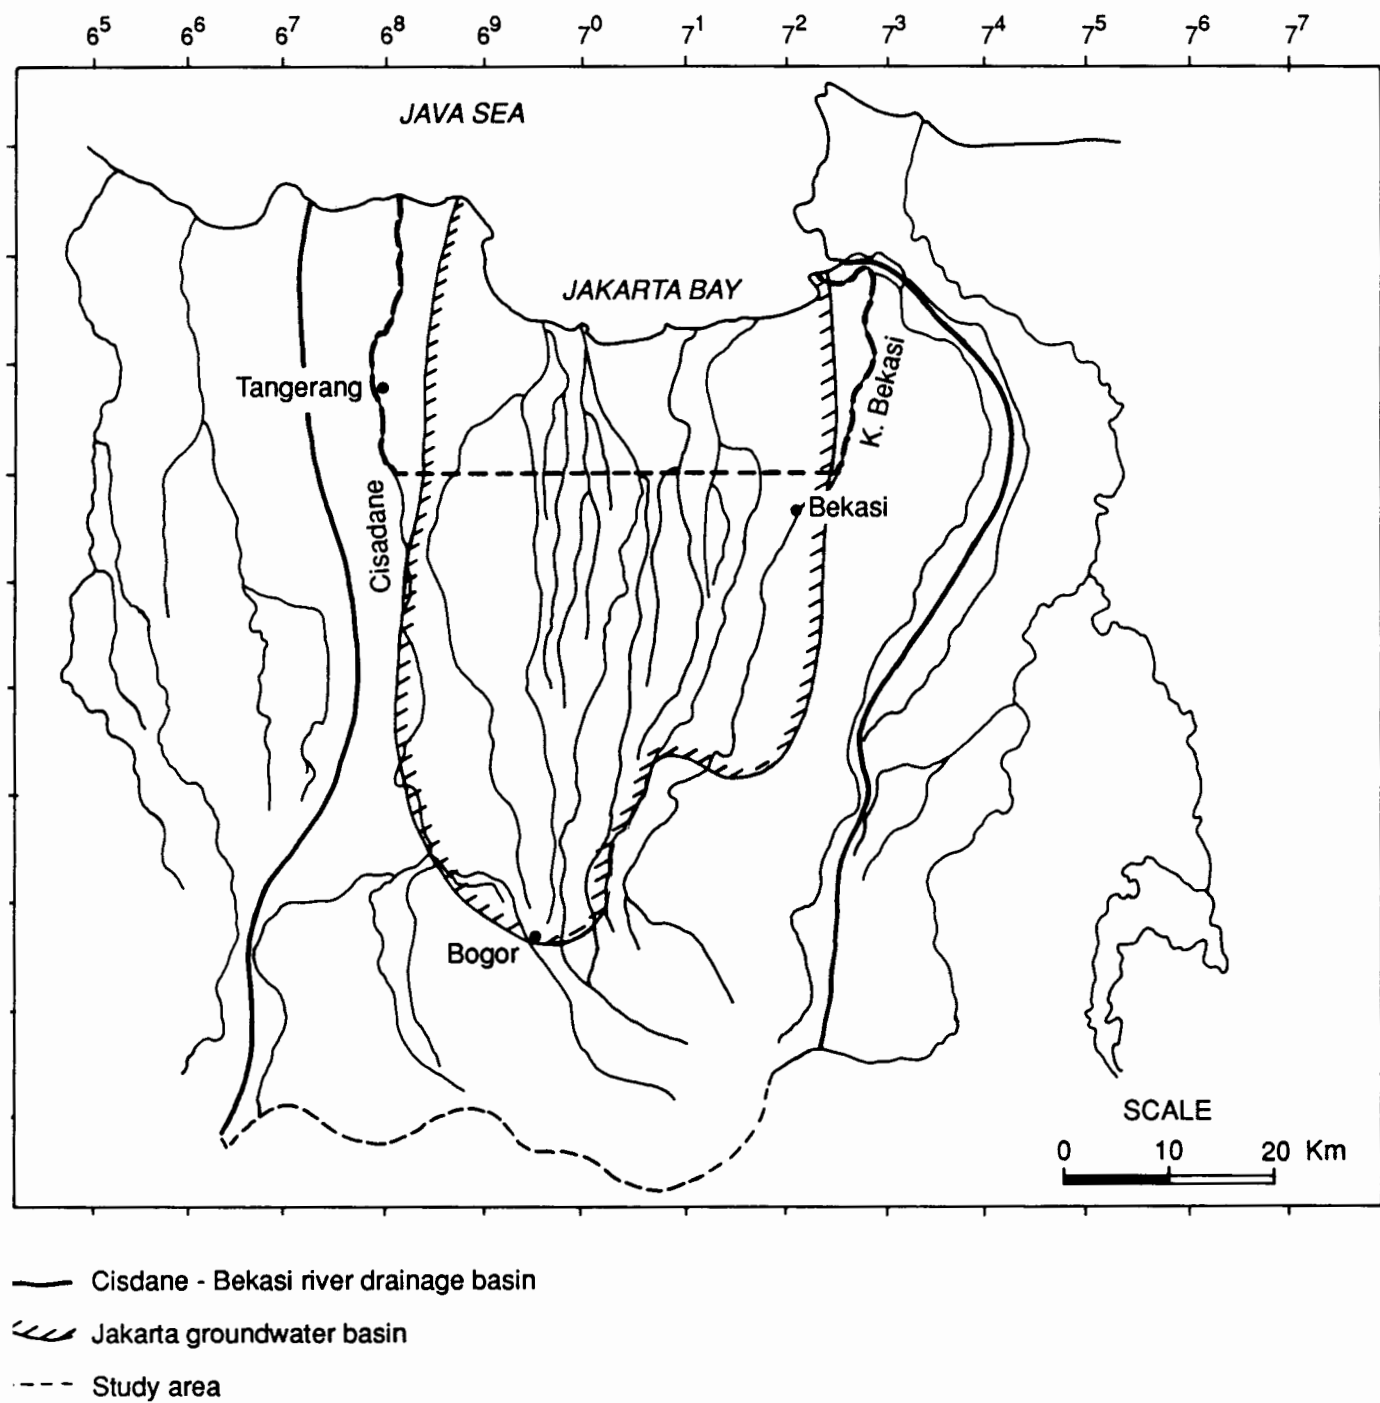 6⁵ 6⁶ 6⁷ 6⁸ 6⁹ 7⁰ 7¹ 7² 7³ 7⁴ 7⁵ 7⁶ 7⁷
JAVA SEA
JAKARTA BAY
Tangerang
K. Bekasi
Cisadane
Bekasi
Bogor
SCALE
0 10 20 Km
Cisdane - Bekasi river drainage basin
Jakarta groundwater basin
Study area